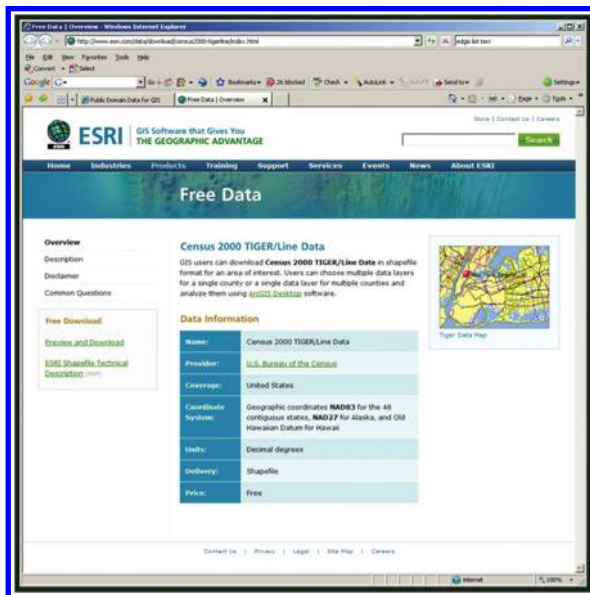 Free Data | Overview - Windows Internet Explorer
http://www.esri.com/data/download/census2000-tigerline/index.html
File Edit View Favorites Tools Help
Convert Select
Google Go Bookmarks 26 blocked Check AutoLink Send to Settings
Public Domain Data for GIS Free Data | Overview Page Tools
Store | Contact Us | Careers
ESRI GIS Software that Gives You
THE GEOGRAPHIC ADVANTAGE
Search
Home Industries Products Training Support Services Events News About ESRI
Free Data
Overview
Description
Disclaimer
Common Questions
Free Download
Preview and Download
ESRI Shapefile Technical
Description
Census 2000 TIGER/Line Data
GIS users can download Census 2000 TIGER/Line Data in shapefile
format for an area of interest. Users can choose multiple data layers
for a single county or a single data layer for multiple counties and
analyze them using ArcGIS Desktop software.
Tiger Data Map
Data Information
Name: Census 2000 TIGER/Line Data
Provider: U.S. Bureau of the Census
Coverage: United States
Coordinate System: Geographic coordinates NAD83 for the 48
contiguous states, NAD27 for Alaska, and Old
Hawaiian Datum for Hawaii
Units: Decimal degrees
Delivery: Shapefile
Price: Free
Contact Us | Privacy | Legal | Site Map | Careers
Internet 100%